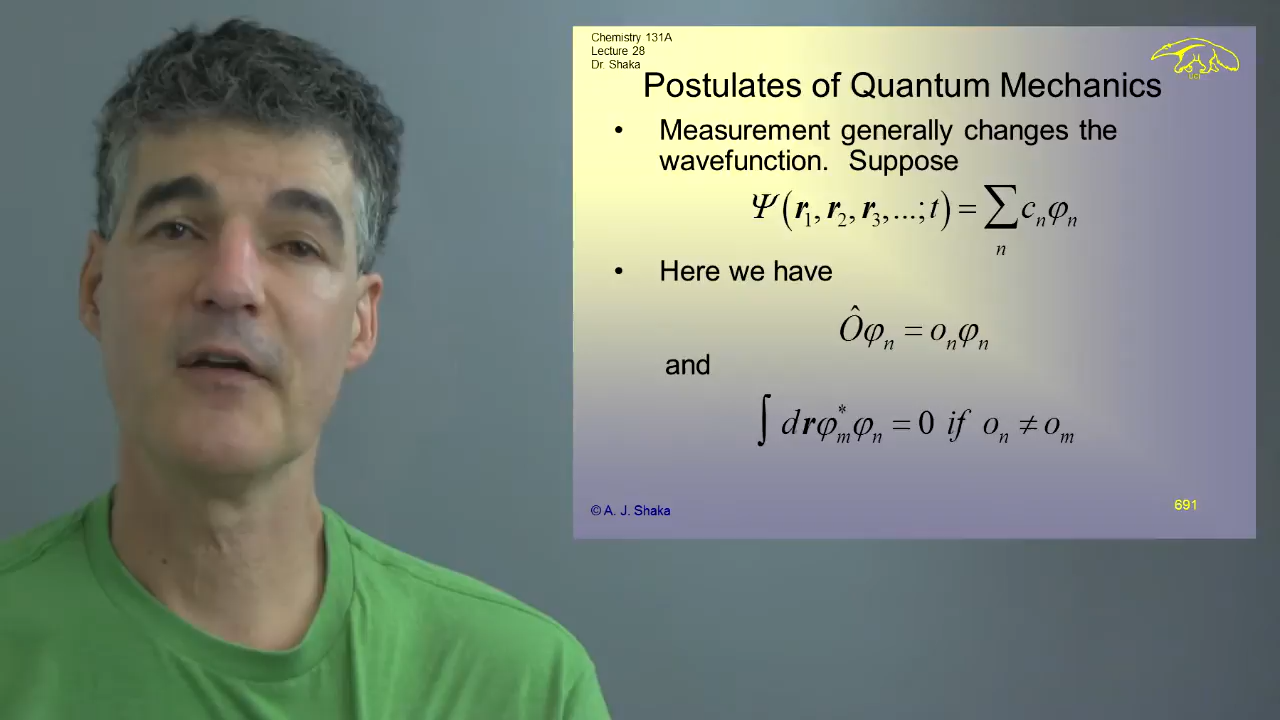 Chemistry 131A
Lecture 28
Dr. Shaka
UCI
Postulates of Quantum Mechanics
• Measurement generally changes the
wavefunction. Suppose
Ψ(r₁, r₂, r₃,...; t) = ∑ₙ cₙφₙ
• Here we have
Ôφₙ = oₙφₙ
and
∫ drφₘ*φₙ = 0 if oₙ ≠ oₘ
© A. J. Shaka
691